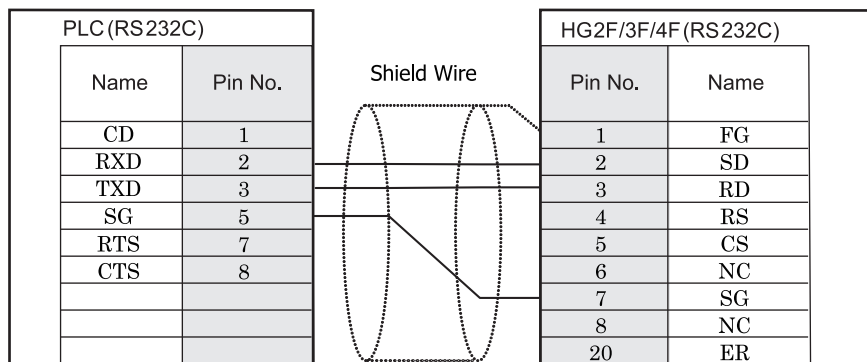 PLC(RS232C)
HG2F/3F/4F(RS232C)
Name Pin No. Shield Wire Pin No. Name
CD 1 1 FG
RXD 2 2 SD
TXD 3 3 RD
SG 5 4 RS
RTS 7 5 CS
CTS 8 6 NC
7 SG
8 NC
20 ER